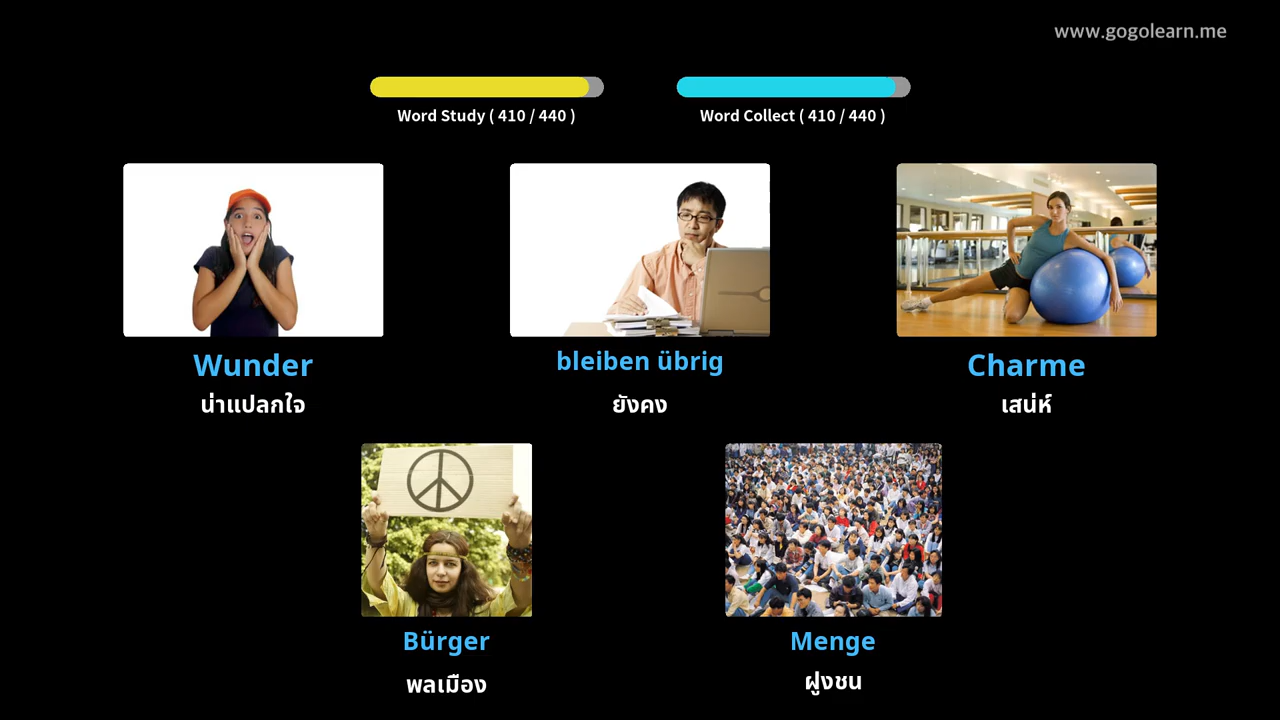 www.gogolearn.me
Word Study ( 410 / 440 )
Word Collect ( 410 / 440 )
Wunder
น่าแปลกใจ
bleiben übrig
ยังคง
Charme
เสน่ห์
Bürger
พลเมือง
Menge
ฝูงชน